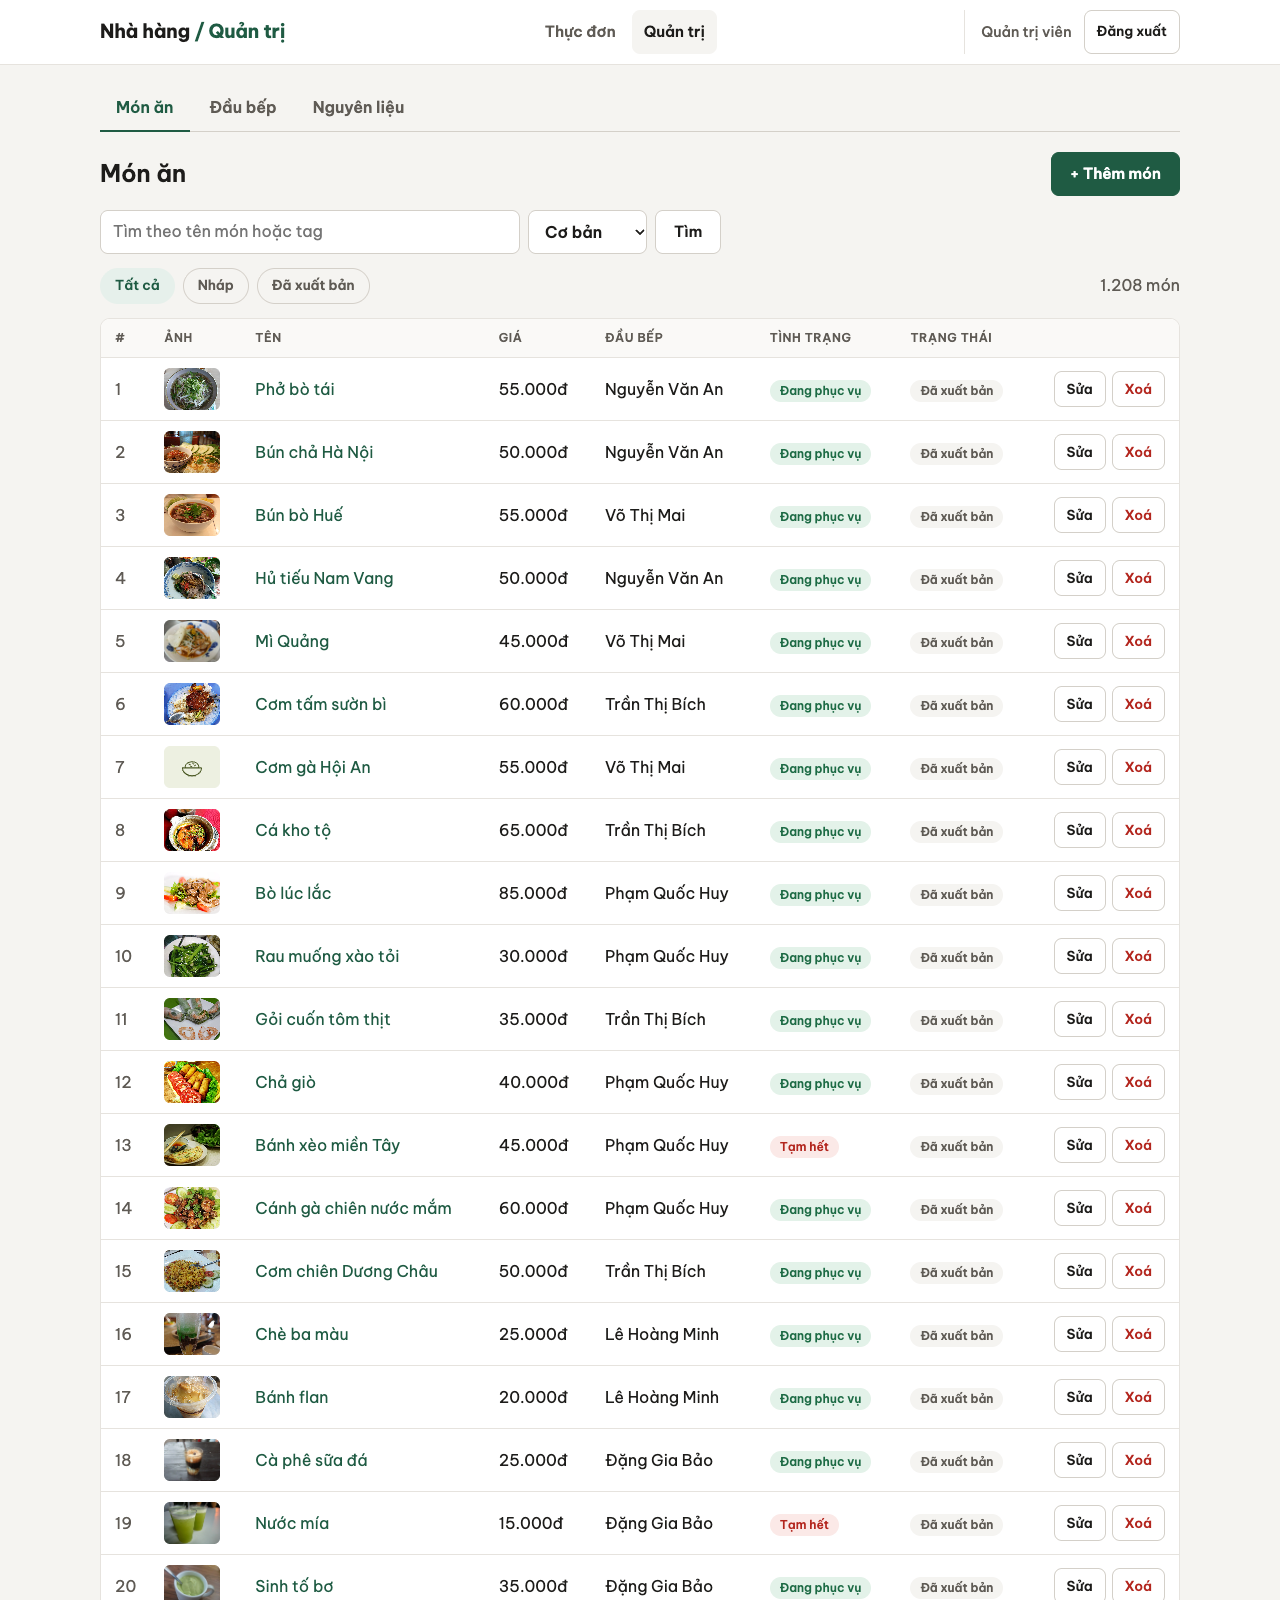 Nhà hàng / Quản trị
Thực đơn
Quản trị
Quản trị viên
Đăng xuất
Món ăn
Đầu bếp
Nguyên liệu
Món ăn
+ Thêm món
Tìm theo tên món hoặc tag
Cơ bản
Tìm
Tất cả
Nháp
Đã xuất bản
1.208 món
# ẢNH TÊN GIÁ ĐẦU BẾP TÌNH TRẠNG TRẠNG THÁI
1 Phở bò tái 55.000đ Nguyễn Văn An Đang phục vụ Đã xuất bản Sửa Xoá
2 Bún chả Hà Nội 50.000đ Nguyễn Văn An Đang phục vụ Đã xuất bản Sửa Xoá
3 Bún bò Huế 55.000đ Võ Thị Mai Đang phục vụ Đã xuất bản Sửa Xoá
4 Hủ tiếu Nam Vang 50.000đ Nguyễn Văn An Đang phục vụ Đã xuất bản Sửa Xoá
5 Mì Quảng 45.000đ Võ Thị Mai Đang phục vụ Đã xuất bản Sửa Xoá
6 Cơm tấm sườn bì 60.000đ Trần Thị Bích Đang phục vụ Đã xuất bản Sửa Xoá
7 Cơm gà Hội An 55.000đ Võ Thị Mai Đang phục vụ Đã xuất bản Sửa Xoá
8 Cá kho tộ 65.000đ Trần Thị Bích Đang phục vụ Đã xuất bản Sửa Xoá
9 Bò lúc lắc 85.000đ Phạm Quốc Huy Đang phục vụ Đã xuất bản Sửa Xoá
10 Rau muống xào tỏi 30.000đ Phạm Quốc Huy Đang phục vụ Đã xuất bản Sửa Xoá
11 Gỏi cuốn tôm thịt 35.000đ Trần Thị Bích Đang phục vụ Đã xuất bản Sửa Xoá
12 Chả giò 40.000đ Phạm Quốc Huy Đang phục vụ Đã xuất bản Sửa Xoá
13 Bánh xèo miền Tây 45.000đ Phạm Quốc Huy Tạm hết Đã xuất bản Sửa Xoá
14 Cánh gà chiên nước mắm 60.000đ Phạm Quốc Huy Đang phục vụ Đã xuất bản Sửa Xoá
15 Cơm chiên Dương Châu 50.000đ Trần Thị Bích Đang phục vụ Đã xuất bản Sửa Xoá
16 Chè ba màu 25.000đ Lê Hoàng Minh Đang phục vụ Đã xuất bản Sửa Xoá
17 Bánh flan 20.000đ Lê Hoàng Minh Đang phục vụ Đã xuất bản Sửa Xoá
18 Cà phê sữa đá 25.000đ Đặng Gia Bảo Đang phục vụ Đã xuất bản Sửa Xoá
19 Nước mía 15.000đ Đặng Gia Bảo Tạm hết Đã xuất bản Sửa Xoá
20 Sinh tố bơ 35.000đ Đặng Gia Bảo Đang phục vụ Đã xuất bản Sửa Xoá